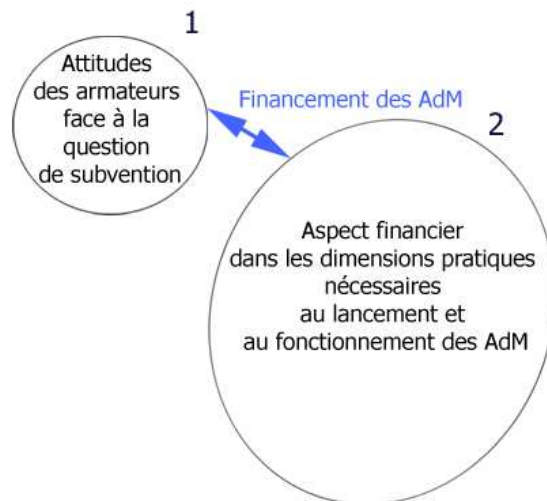 1
Attitudes
des armateurs
face à la
question
de subvention
Financement des AdM
2
Aspect financier
dans les dimensions pratiques
nécessaires
au lancement et
au fonctionnement des AdM